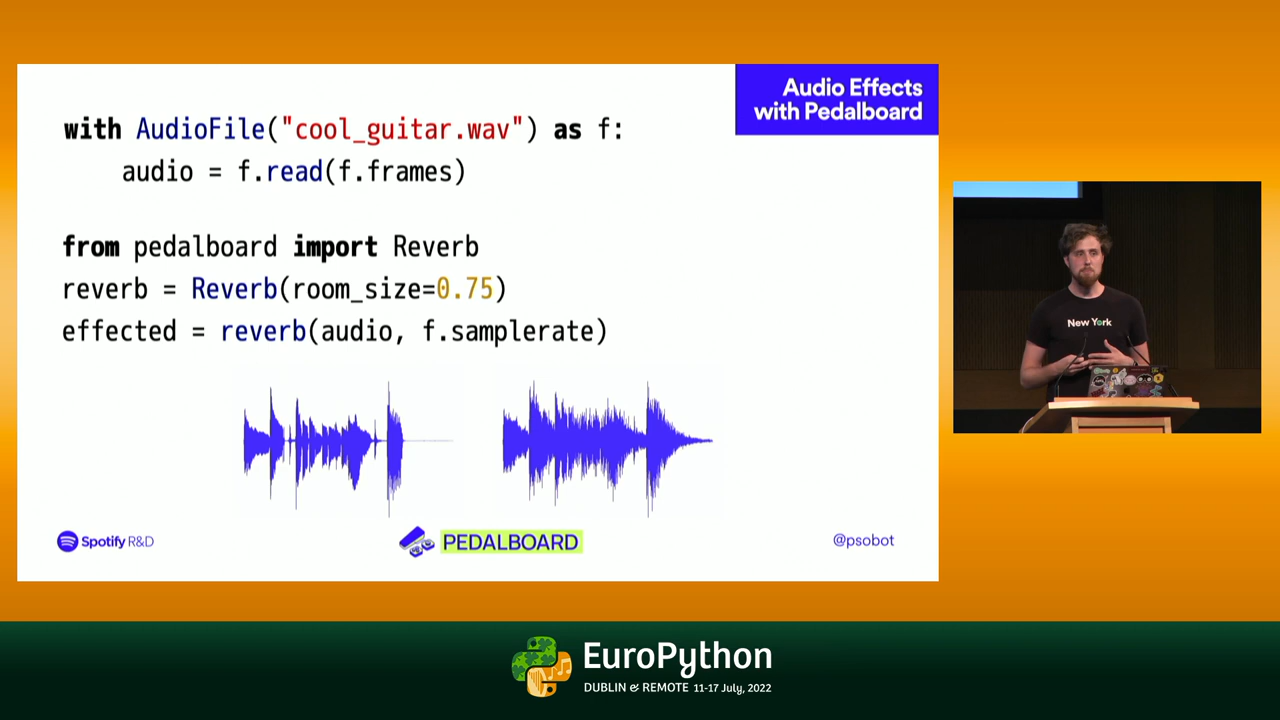 Audio Effects
with Pedalboard
with AudioFile("cool_guitar.wav") as f:
    audio = f.read(f.frames)
from pedalboard import Reverb
reverb = Reverb(room_size=0.75)
effected = reverb(audio, f.samplerate)
Spotify R&D
PEDALBOARD
@psobot
New York
EuroPython
DUBLIN & REMOTE 11-17 July, 2022